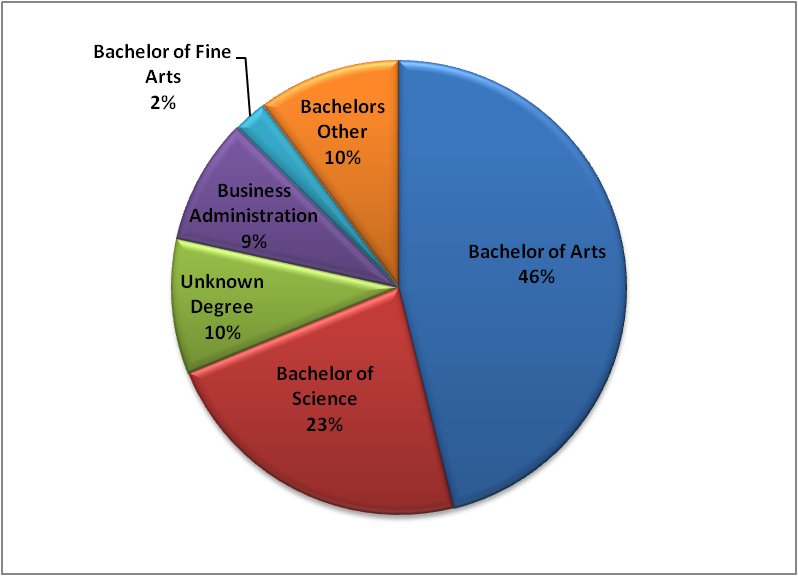 Bachelor of Fine
Arts
2%
Bachelors
Other
10%
Business
Administration
9%
Bachelor of Arts
46%
Unknown
Degree
10%
Bachelor of
Science
23%